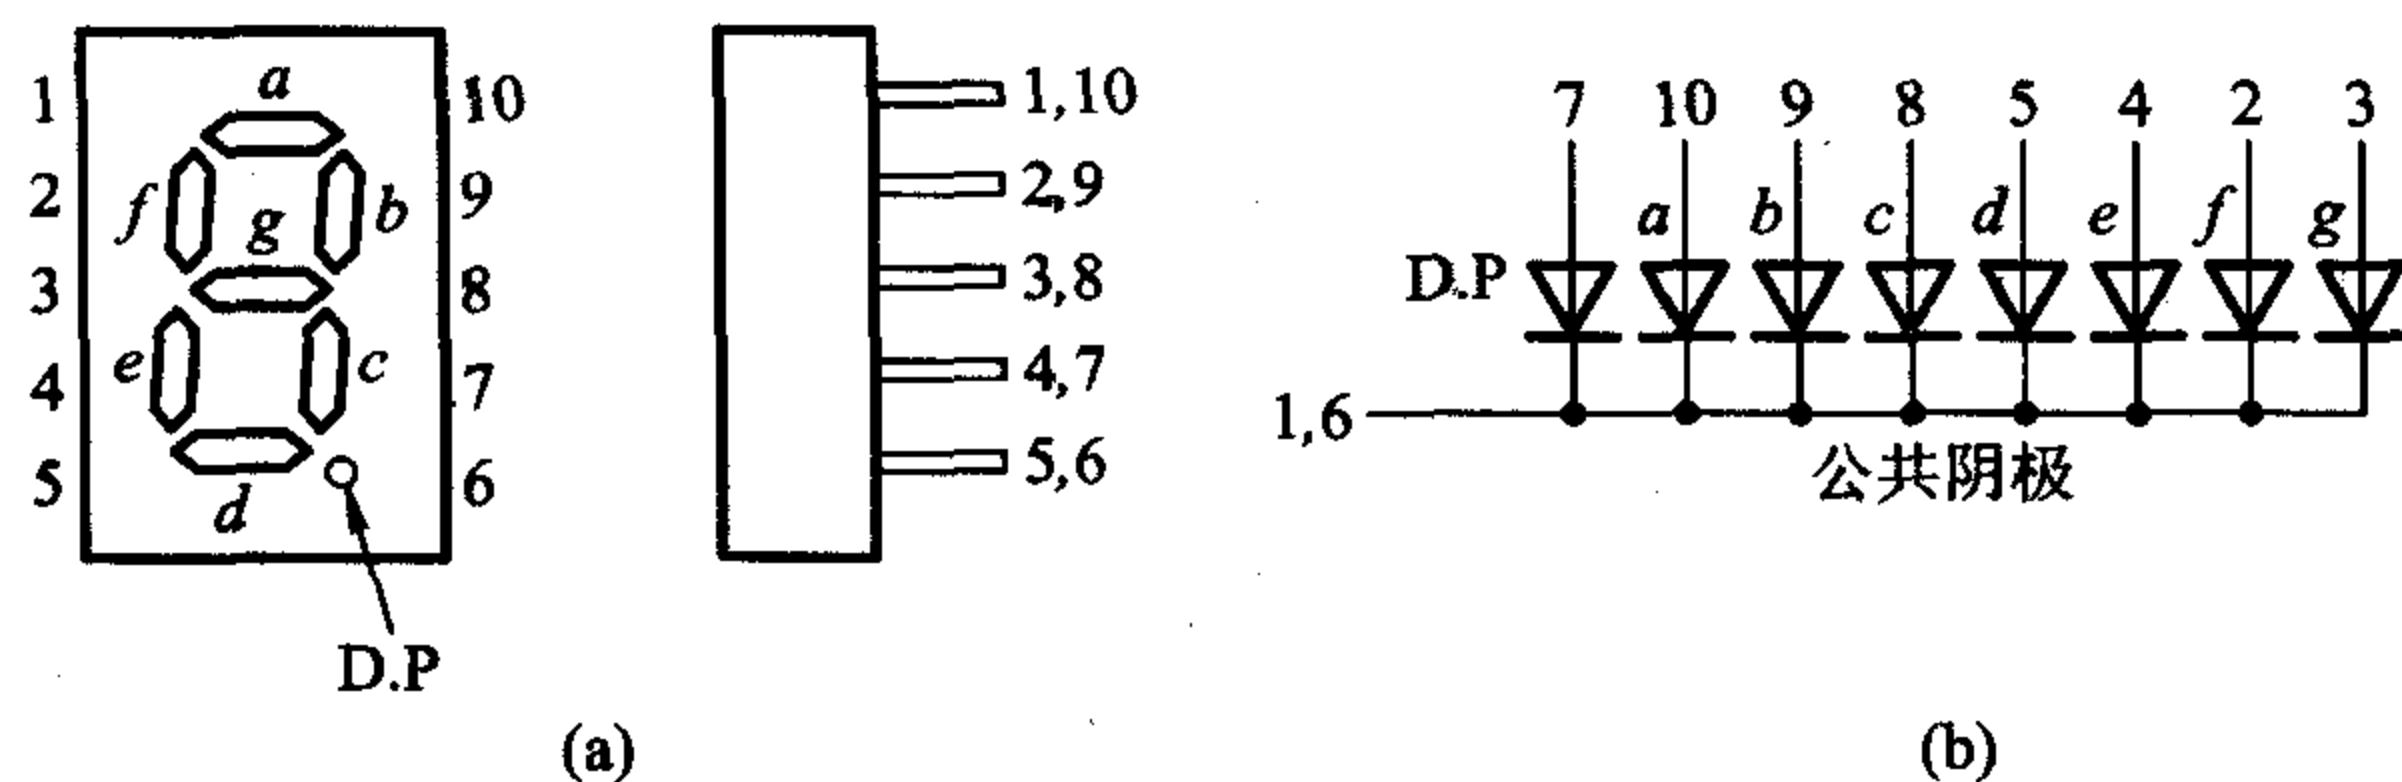 1 a 10
2 f g b 9
3 8
4 e c 7
5 d 6
D.P
1,10
2,9
3,8
4,7
5,6
(a)
7 10 9 8 5 4 2 3
a b c d e f g
D.P
1,6
公共阴极
(b)